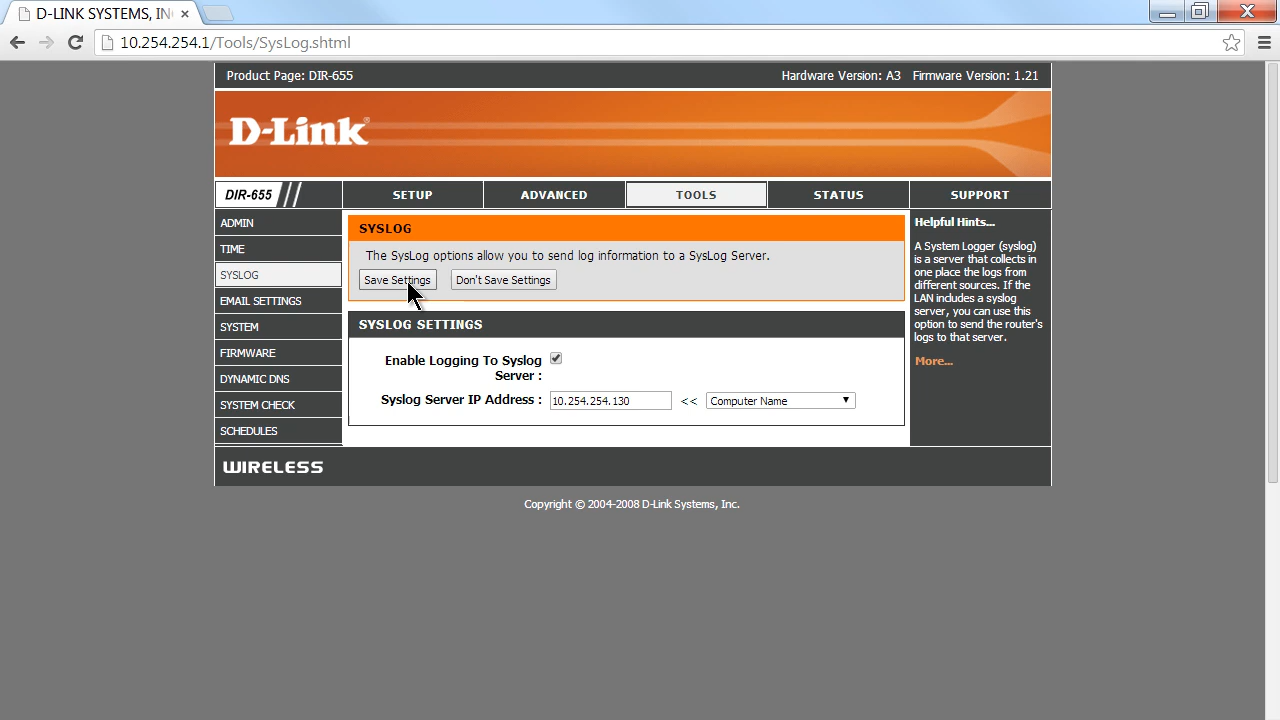 D-LINK SYSTEMS, IN
10.254.254.1/Tools/SysLog.shtml
Product Page: DIR-655
Hardware Version: A3 Firmware Version: 1.21
D-Link®
DIR-655
SETUP
ADVANCED
TOOLS
STATUS
SUPPORT
ADMIN
TIME
SYSLOG
EMAIL SETTINGS
SYSTEM
FIRMWARE
DYNAMIC DNS
SYSTEM CHECK
SCHEDULES
SYSLOG
The SysLog options allow you to send log information to a SysLog Server.
Save Settings
Don't Save Settings
SYSLOG SETTINGS
Enable Logging To Syslog
Server :
Syslog Server IP Address : 10.254.254.130 << Computer Name
Helpful Hints...
A System Logger (syslog)
is a server that collects in
one place the logs from
different sources. If the
LAN includes a syslog
server, you can use this
option to send the router's
logs to that server.
More...
WIRELESS
Copyright © 2004-2008 D-Link Systems, Inc.